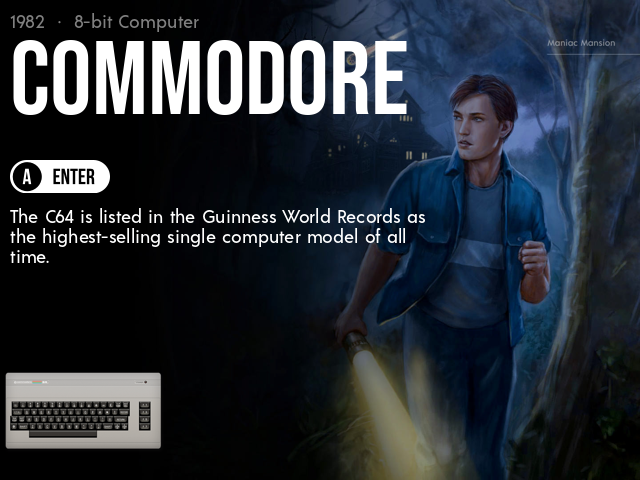 1982 · 8-bit Computer
COMMODORE
Maniac Mansion
A ENTER
The C64 is listed in the Guinness World Records as
the highest-selling single computer model of all
time.